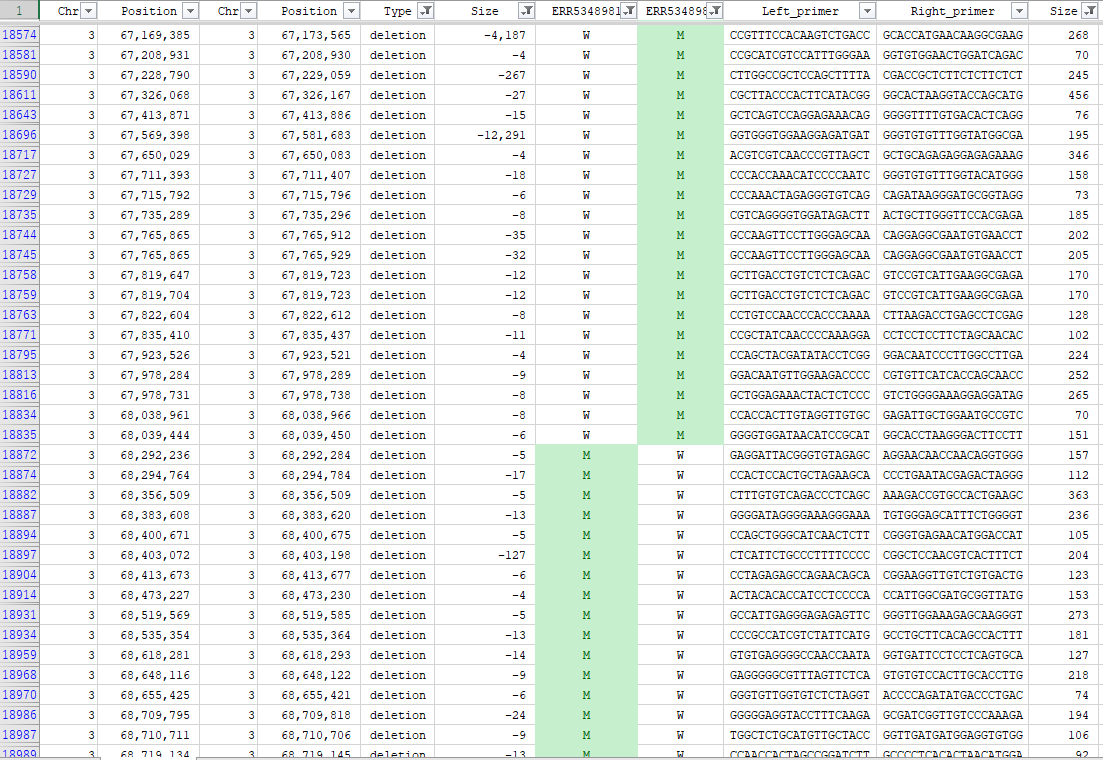 1 Chr Position Chr Position Type Size ERR5348981 ERR534898 Left_primer Right_primer Size
18574 3 67,169,385 3 67,173,565 deletion -4,187 W M CCGTTTCCACAAGTCTGACC GCACCATGAACAAGGCGAAG 268
18581 3 67,208,931 3 67,208,930 deletion -4 W M CCGCATCGTCCATTTGGGAA GGTGTGGAACTGGATCAGAC 70
18590 3 67,228,790 3 67,229,059 deletion -267 W M CTTGGCCGCTCCAGCTTTTA CGACCGCTCTTCTCTTCTCT 245
18611 3 67,326,068 3 67,326,167 deletion -27 W M CGCTTACCCACTTCATACGG GGCACTAAGGTACCAGCATG 456
18643 3 67,413,871 3 67,413,886 deletion -15 W M GCTCAGTCCAGGAGAAACAG GGGGTTTTGTGACACTCAGG 76
18696 3 67,569,398 3 67,581,683 deletion -12,291 W M GGTGGGTGGAAGGAGATGAT GGGTGTGTTTGGTATGGCGA 195
18717 3 67,650,029 3 67,650,083 deletion -4 W M ACGTCGTCAACCCGTTAGCT GCTGCAGAGAGGAGAGAAAG 346
18727 3 67,711,393 3 67,711,407 deletion -18 W M CCCACCAAACATCCCCAATC GGGTGTGTTTGGTACATGGG 158
18729 3 67,715,792 3 67,715,796 deletion -6 W M CCCAAACTAGAGGGTGTCAG CAGATAAGGGATGCGGTAGG 73
18735 3 67,735,289 3 67,735,296 deletion -8 W M CGTCAGGGGTGGATAGACTT ACTGCTTGGGTTCCACGAGA 185
18744 3 67,765,865 3 67,765,912 deletion -35 W M GCCAAGTTCCTTGGGAGCAA CAGGAGGCGAATGTGAACCT 202
18745 3 67,765,865 3 67,765,929 deletion -32 W M GCCAAGTTCCTTGGGAGCAA CAGGAGGCGAATGTGAACCT 205
18758 3 67,819,647 3 67,819,723 deletion -12 W M GCTTGACCTGTCTCTCAGAC GTCCGTCATTGAAGGCGAGA 170
18759 3 67,819,704 3 67,819,723 deletion -12 W M GCTTGACCTGTCTCTCAGAC GTCCGTCATTGAAGGCGAGA 170
18763 3 67,822,604 3 67,822,612 deletion -8 W M CCTGTCCAACCCACCCAAAA CTTAAGACCTGAGCCTCGAG 128
18771 3 67,835,410 3 67,835,437 deletion -11 W M CCGCTATCAACCCCAAAGGA CCTCCTCCTTCTAGCAACAC 102
18795 3 67,923,526 3 67,923,521 deletion -4 W M CCAGCTACGATATACCTCGG GGACAATCCCTTGGCCTTGA 224
18813 3 67,978,284 3 67,978,289 deletion -9 W M GGACAATGTTGGAAGACCCC CGTGTTCATCACCAGCAACC 252
18816 3 67,978,731 3 67,978,738 deletion -8 W M GCTGGAGAAACTACTCTCCC GTCTGGGGAAAGGAGGATAG 265
18834 3 68,038,961 3 68,038,966 deletion -8 W M CCACCACTTGTAGGTTGTGC GAGATTGCTGGAATGCCGTC 70
18835 3 68,039,444 3 68,039,450 deletion -6 W M GGGGTGGATAACATCCGCAT GGCACCTAAGGGACTTCCTT 151
18872 3 68,292,236 3 68,292,284 deletion -5 M W GAGGATTACGGGTGTAGAGC AGGAACAACCAACAGGTGGG 157
18874 3 68,294,764 3 68,294,784 deletion -17 M W CCACTCCACTGCTAGAAGCA CCCTGAATACGAGACTAGGG 112
18882 3 68,356,509 3 68,356,509 deletion -5 M W CTTTGTGTCAGACCCTCAGC AAAGACCGTGCCACTGAAGC 363
18887 3 68,383,608 3 68,383,620 deletion -13 M W GGGGATAGGGGAAAGGGAAA TGTGGGAGCATTTCTGGGGT 236
18894 3 68,400,671 3 68,400,675 deletion -5 M W CCAGCTGGGCATCAACTCTT CGGGTGAGAACATGGACCAT 105
18897 3 68,403,072 3 68,403,198 deletion -127 M W CTCATTCTGCCCTTTTCCCC CGGCTCCAACGTCACTTTCT 204
18904 3 68,413,673 3 68,413,677 deletion -6 M W CCTAGAGAGCCAGAACAGCA CGGAAGGTTGTCTGTGACTG 123
18914 3 68,473,227 3 68,473,230 deletion -4 M W ACTACACACCATCCTCCCCA CCATTGGCGATGCGGTTATG 153
18931 3 68,519,569 3 68,519,585 deletion -5 M W GCCATTGAGGGAGAGAGTTC GGGTTGGAAAGAGCAAGGGT 273
18934 3 68,535,354 3 68,535,364 deletion -13 M W CCCGCCATCGTCTATTCATG GCCTGCTTCACAGCCACTTT 181
18959 3 68,618,281 3 68,618,293 deletion -14 M W GTGTGAGGGGCCAACCAATA GGTGATTCCTCCTCAGTGCA 127
18968 3 68,648,116 3 68,648,122 deletion -9 M W GAGGGGGCGTTTAGTTCTCA GTGTGTCCACTTGCACCTTG 218
18970 3 68,655,425 3 68,655,421 deletion -6 M W GGGTGTTGGTGTCTCTAGGT ACCCCAGATATGACCCTGAC 74
18986 3 68,709,795 3 68,709,818 deletion -24 M W GGGGGAGGTACCTTTCAAGA GCGATCGGTTGTCCCAAAGA 194
18987 3 68,710,711 3 68,710,706 deletion -9 M W TGGCTCTGCATGTTGCTACC GGTTGATGATGGAGGTGTGG 106
18989 3 68,719,134 3 68,719,145 deletion -13 M W CCAACCACTAGCCGGATCTT GCCCCTCACACTAACATGGA 92